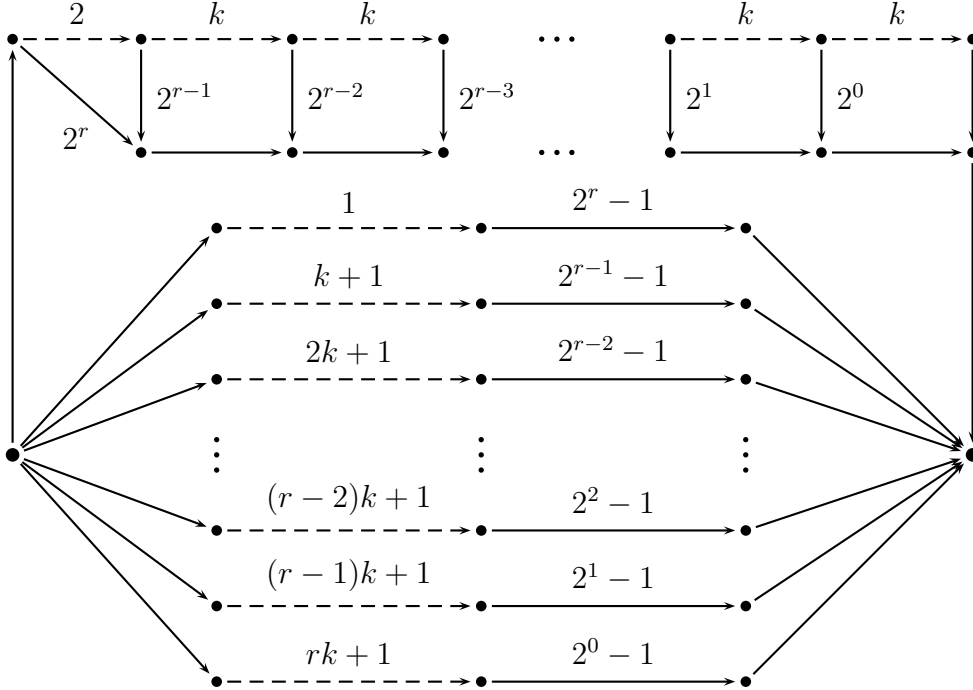 2 k k ⋯ k k
2^r 2^{r−1} 2^{r−2} 2^{r−3} 2^1 2^0
⋯
1 2^r − 1
k + 1 2^{r−1} − 1
2k + 1 2^{r−2} − 1
⋮ ⋮ ⋮
(r − 2)k + 1 2^2 − 1
(r − 1)k + 1 2^1 − 1
rk + 1 2^0 − 1